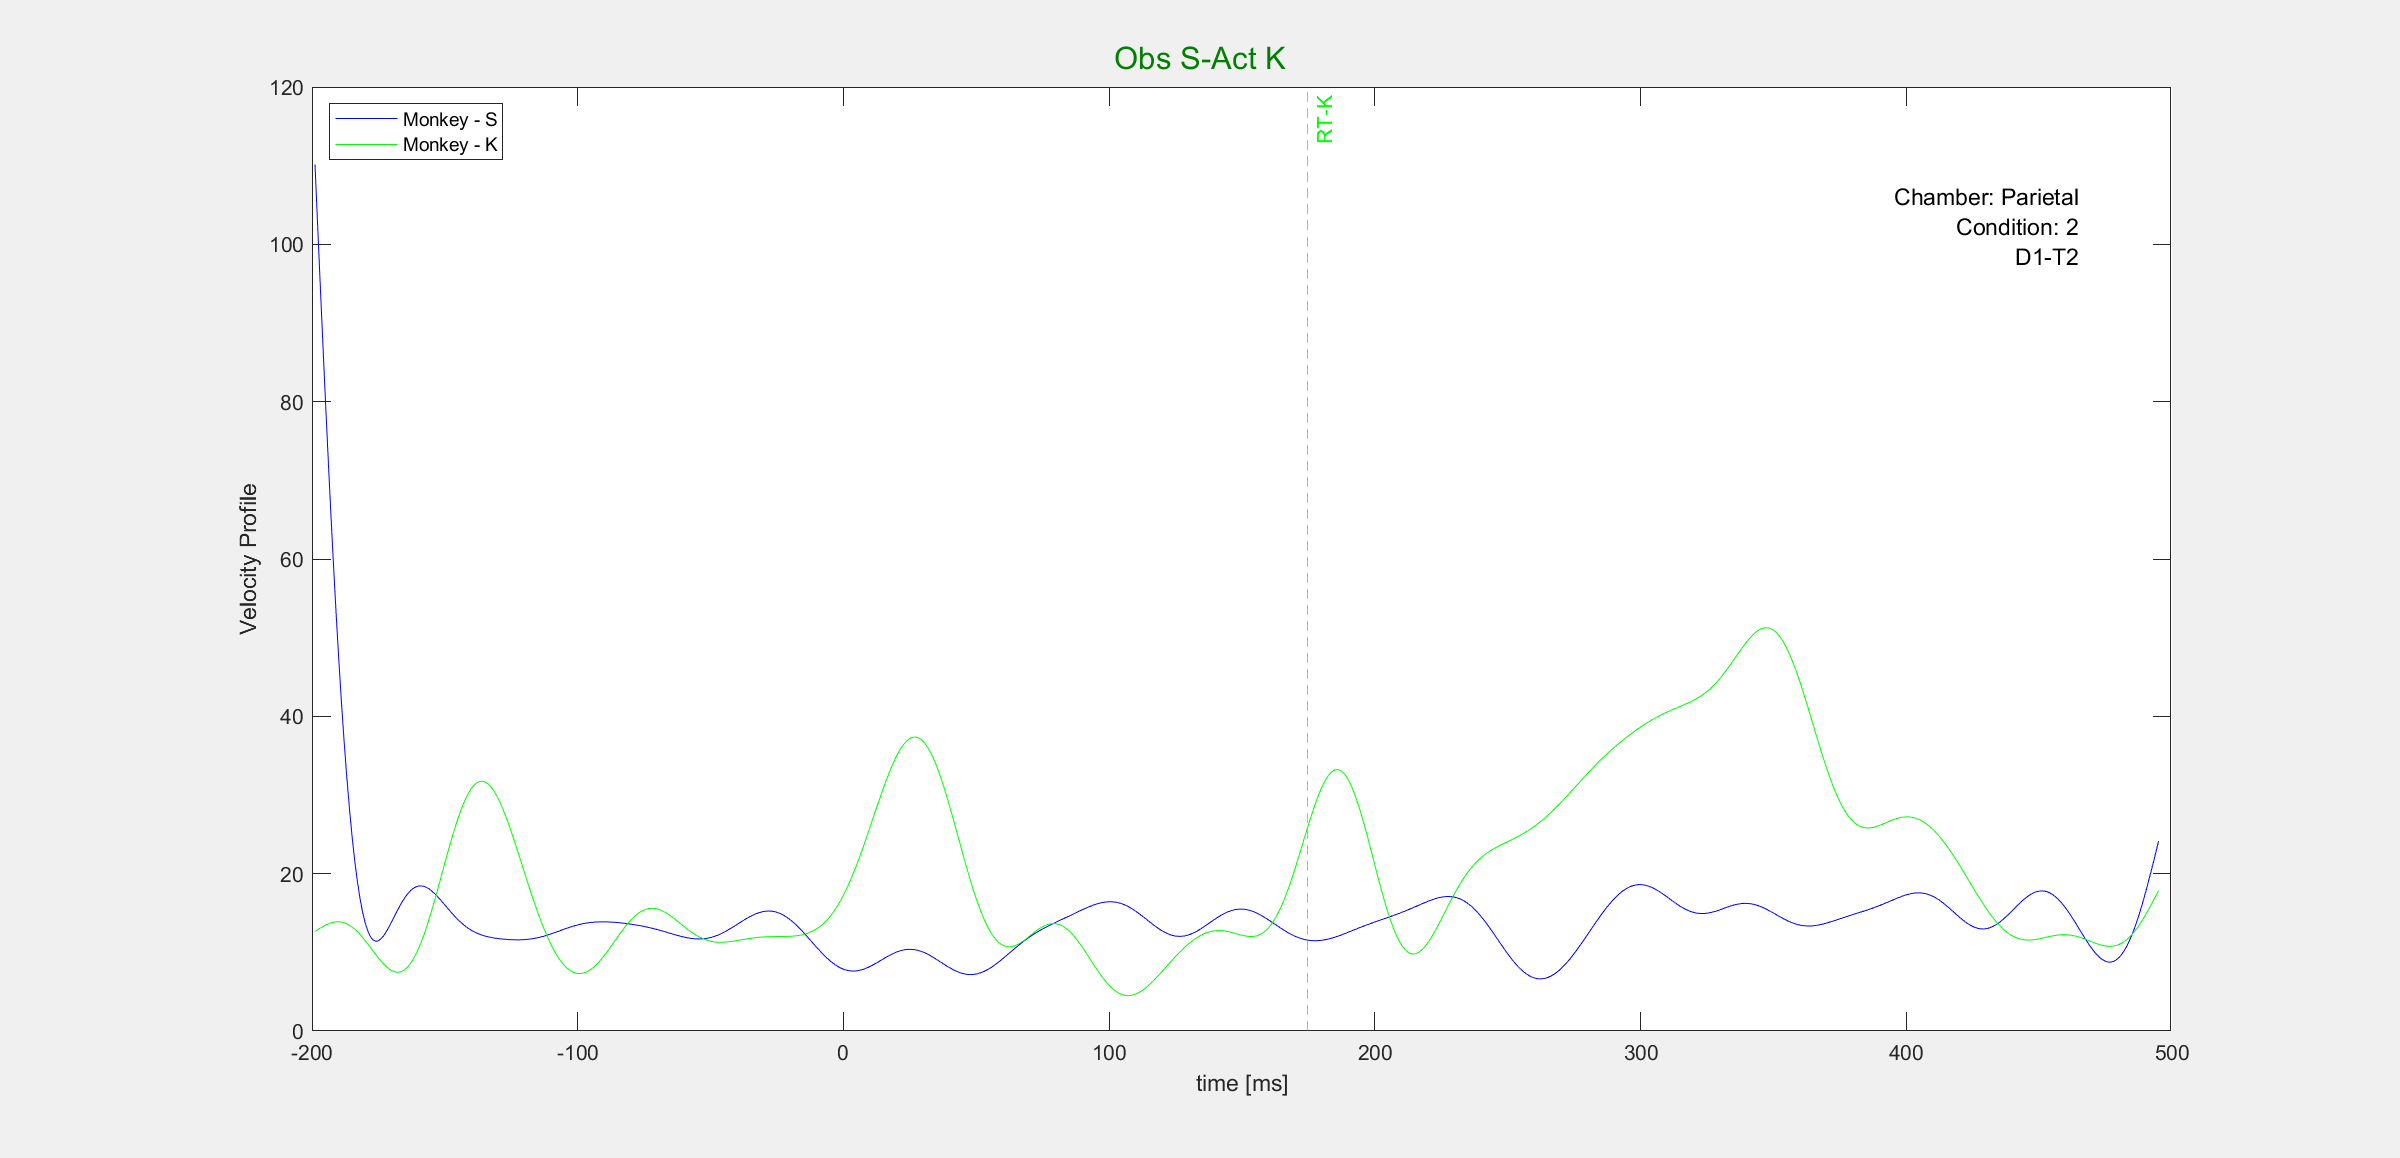 Obs S-Act K
120
100
80
60
40
20
0
Velocity Profile
Monkey - S
Monkey - K
RT-K
Chamber: Parietal
Condition: 2
D1-T2
-200 -100 0 100 200 300 400 500
time [ms]